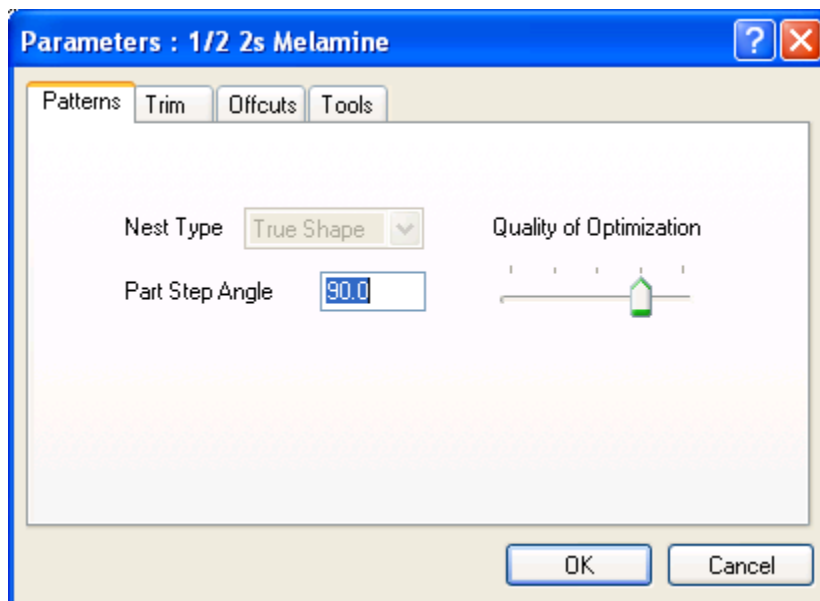 Parameters : 1/2 2s Melamine
Patterns Trim Offcuts Tools
Nest Type True Shape Quality of Optimization
Part Step Angle 90.0
OK Cancel